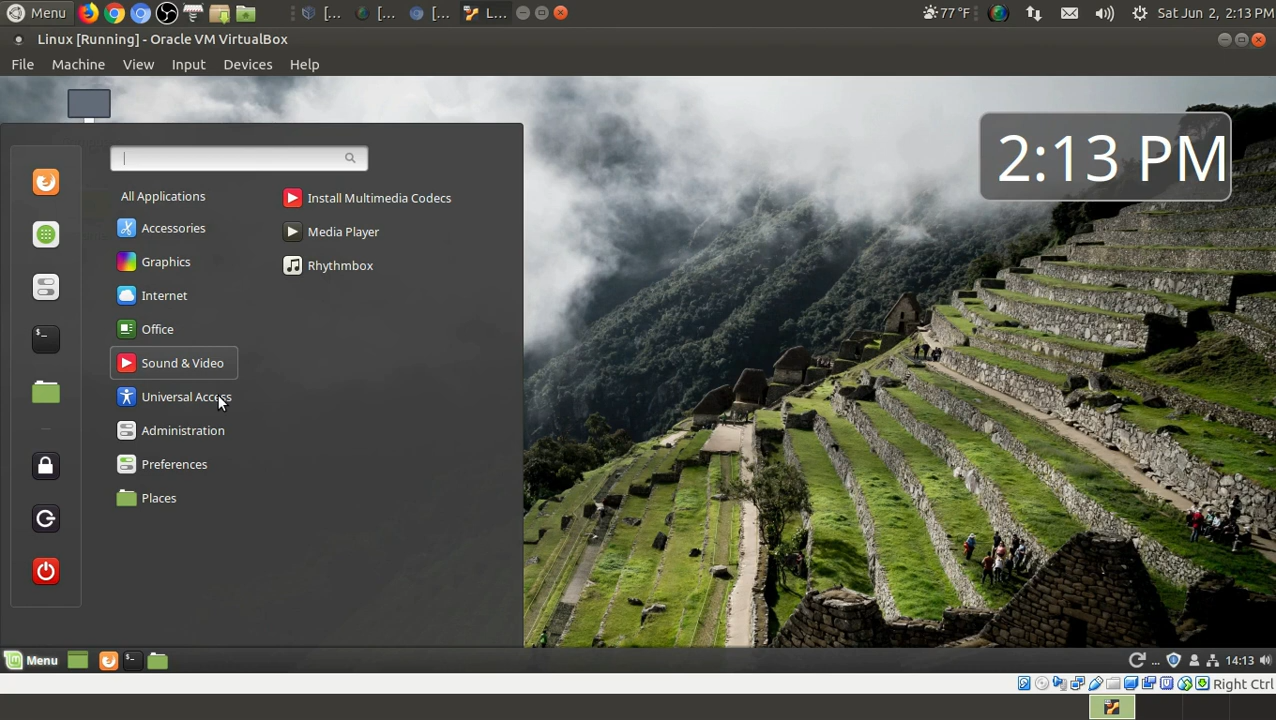 Menu [... [... [... L... 77 °F Sat Jun 2, 2:13 PM
Linux [Running] - Oracle VM VirtualBox
File Machine View Input Devices Help
2:13 PM
All Applications
Accessories
Graphics
Internet
Office
Sound & Video
Universal Access
Administration
Preferences
Places
Install Multimedia Codecs
Media Player
Rhythmbox
Menu ... 14:13
Right Ctrl